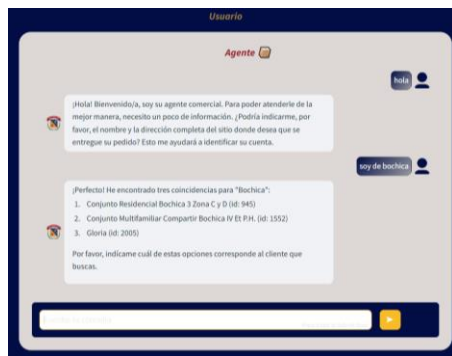 Usuario
Agente
hola
¡Hola! Bienvenido/a, soy su agente comercial. Para poder atenderle de la
mejor manera, necesito un poco de información. ¿Podría indicarme, por
favor, el nombre y la dirección completa del sitio donde desea que se
entregue su pedido? Esto me ayudará a identificar su cuenta.
soy de bochica
¡Perfecto! He encontrado tres coincidencias para "Bochica":
1. Conjunto Residencial Bochica 3 Zona C y D (id: 945)
2. Conjunto Multifamiliar Compartir Bochica IV Et P.H. (id: 1552)
3. Gloria (id: 2005)
Por favor, indícame cuál de estas opciones corresponde al cliente que
buscas.